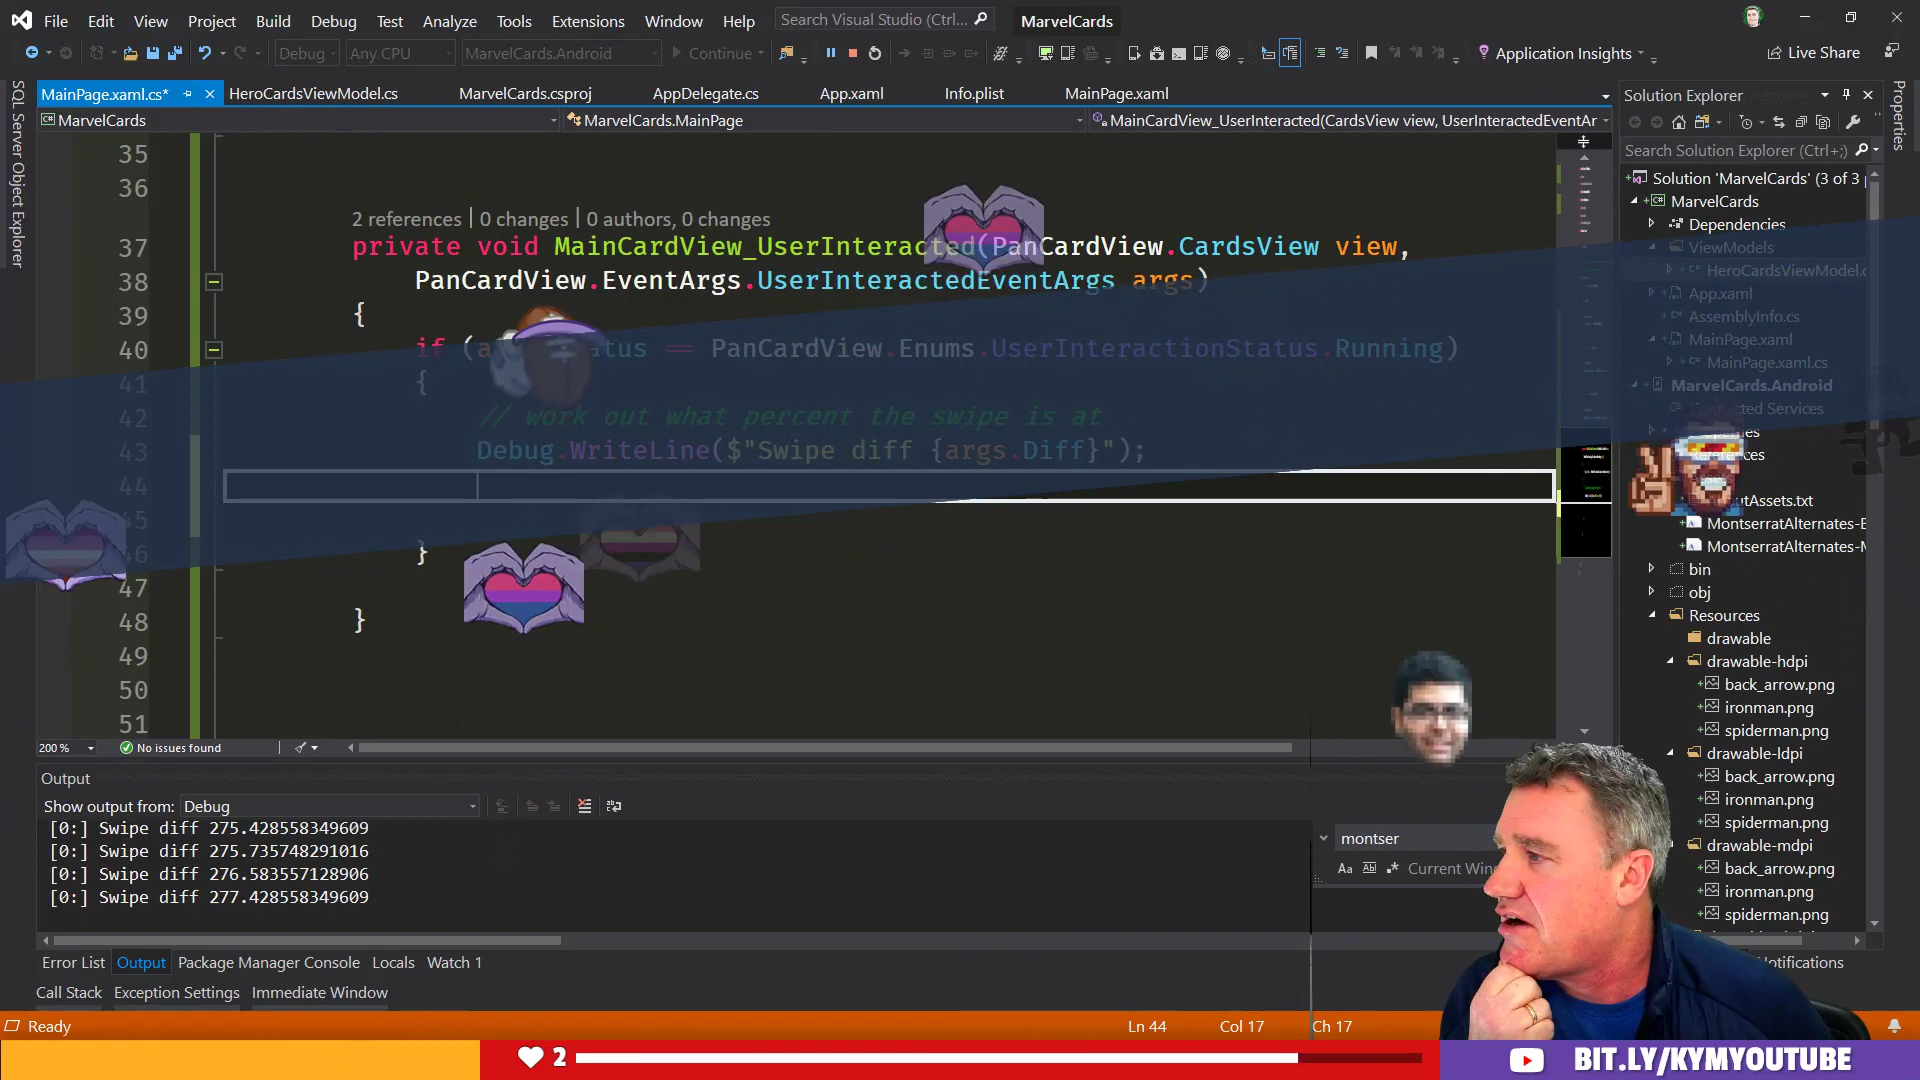 File Edit View Project Build Debug Test Analyze Tools Extensions Window Help Search Visual Studio (Ctrl... MarvelCards
Debug Any CPU MarvelCards.Android Continue Application Insights Live Share
MainPage.xaml.cs* HeroCardsViewModel.cs MarvelCards.csproj AppDelegate.cs App.xaml Info.plist MainPage.xaml
MarvelCards MarvelCards.MainPage MainCardView_UserInteracted(CardsView view, UserInteractedEventAr
SQL Server Object Explorer
Properties
Solution Explorer
Search Solution Explorer (Ctrl+;)
Solution 'MarvelCards' (3 of 3
MarvelCards
Dependencies
ViewModels
HeroCardsViewModel.c
App.xaml
AssemblyInfo.cs
MainPage.xaml
MainPage.xaml.cs
MarvelCards.Android
Services
MontserratAlternates-
MontserratAlternates-
bin
obj
Resources
drawable
drawable-hdpi
back_arrow.png
ironman.png
spiderman.png
drawable-ldpi
back_arrow.png
ironman.png
spiderman.png
drawable-mdpi
back_arrow.png
ironman.png
spiderman.png
35
36
2 references | 0 changes | 0 authors, 0 changes
37 private void MainCardView_UserInteracted(PanCardView.CardsView view,
38 PanCardView.EventArgs.UserInteractedEventArgs args)
39 {
40 if ( == PanCardView.Enums.UserInteractionStatus.Running)
41 {
42 // work out what percent the swipe is at
43 Debug.WriteLine($"Swipe diff {args.Diff}");
44
45
46 }
47
48 }
49
50
51
200 % No issues found
Output
Show output from: Debug
[0:] Swipe diff 275.428558349609
[0:] Swipe diff 275.735748291016
[0:] Swipe diff 276.583557128906
[0:] Swipe diff 277.428558349609
montser
Aa Current Win
Error List Output Package Manager Console Locals Watch 1
Call Stack Exception Settings Immediate Window
Ready Ln 44 Col 17 Ch 17
2
BIT.LY/KYMYOUTUBE